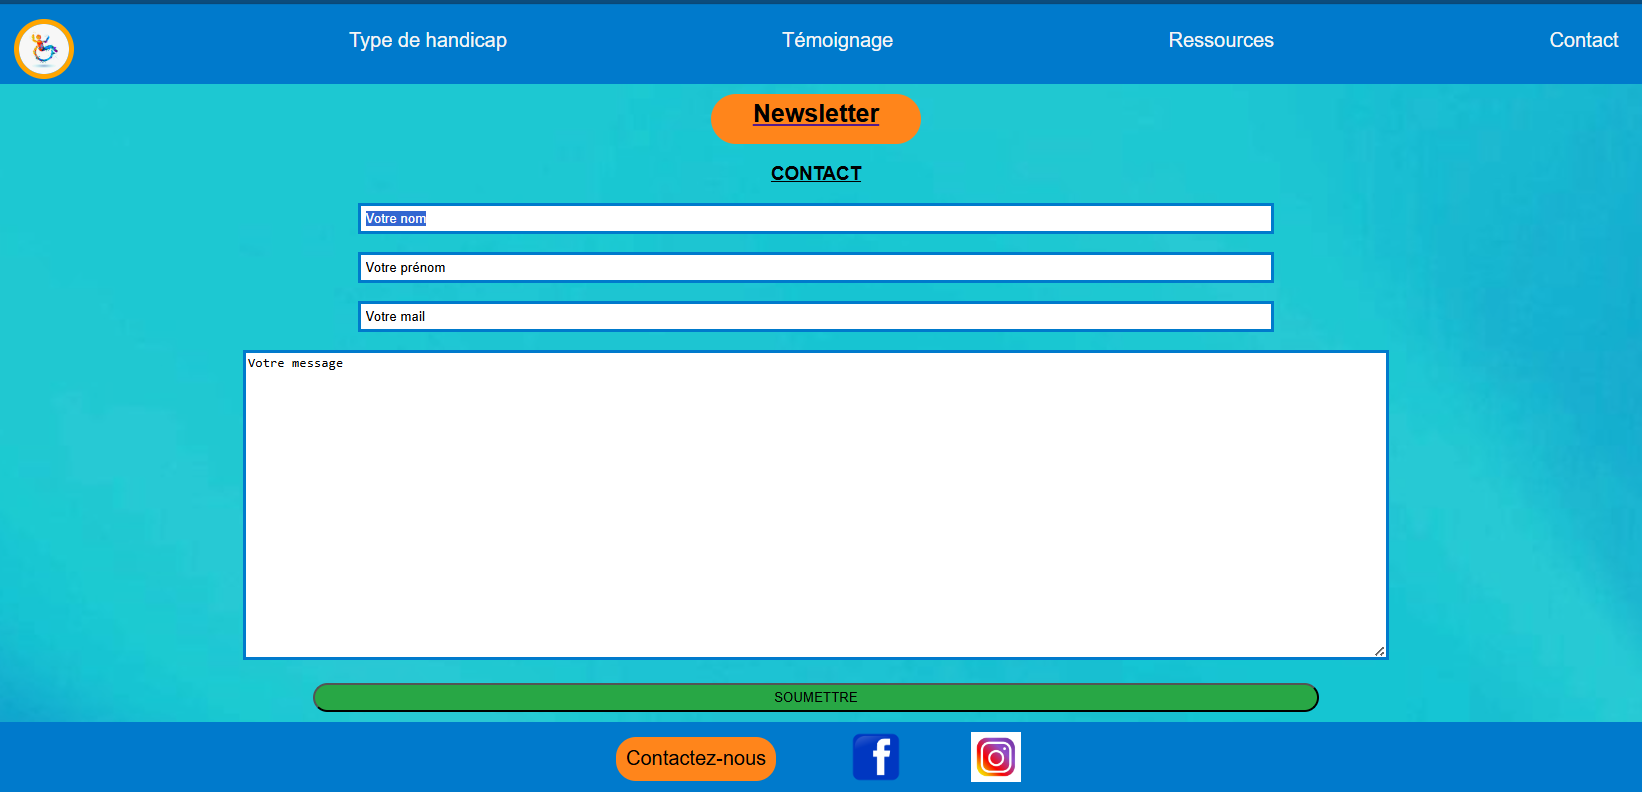 Type de handicap
Témoignage
Ressources
Contact
Newsletter
CONTACT
Votre nom
Votre prénom
Votre mail
Votre message
SOUMETTRE
Contactez-nous